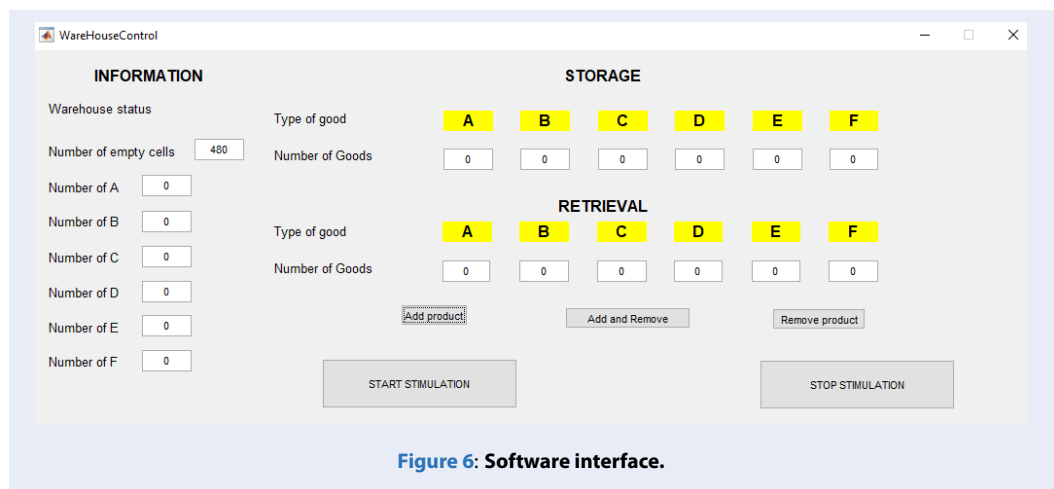 WareHouseControl
INFORMATION
Warehouse status
Number of empty cells 480
Number of A 0
Number of B 0
Number of C 0
Number of D 0
Number of E 0
Number of F 0
STORAGE
Type of good A B C D E F
Number of Goods 0 0 0 0 0 0
RETRIEVAL
Type of good A B C D E F
Number of Goods 0 0 0 0 0 0
Add product Add and Remove Remove product
START STIMULATION STOP STIMULATION
Figure 6: Software interface.